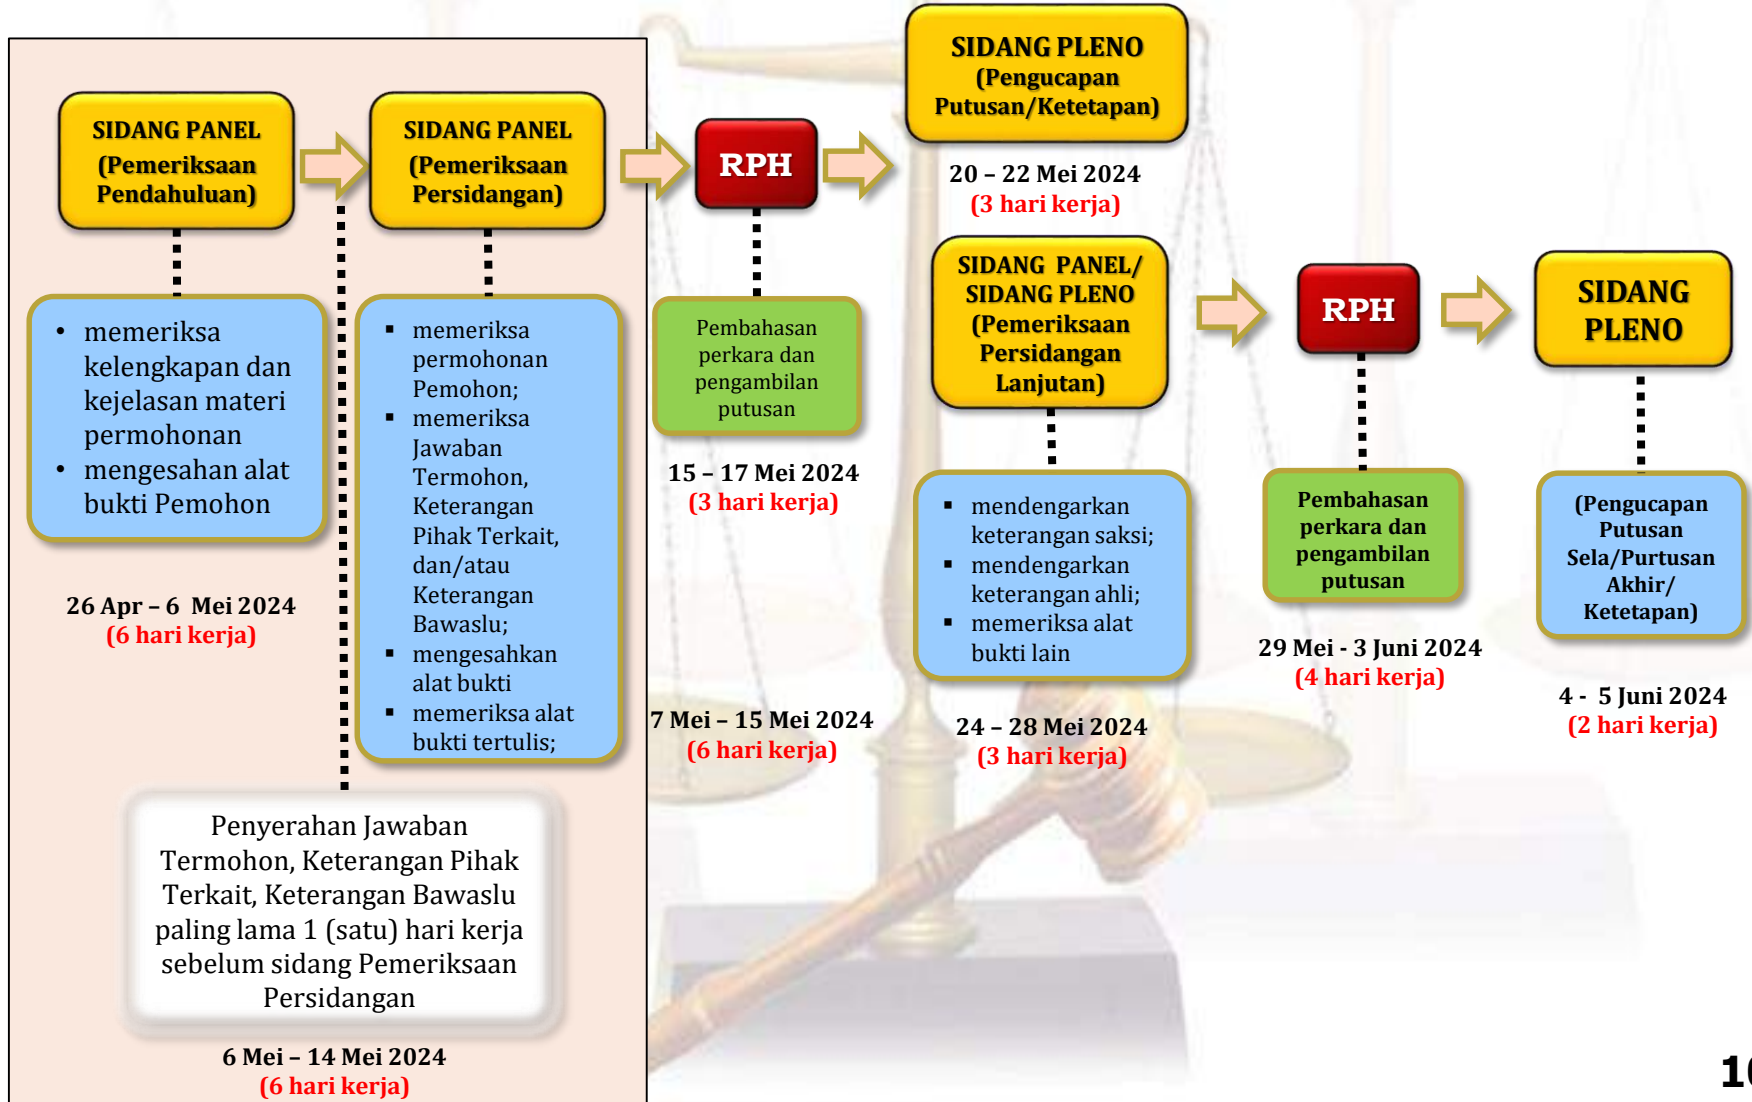 SIDANG PANEL
(Pemeriksaan
Pendahuluan)
• memeriksa
kelengkapan dan
kejelasan materi
permohonan
• mengesahan alat
bukti Pemohon
26 Apr – 6 Mei 2024
(6 hari kerja)
SIDANG PANEL
(Pemeriksaan
Persidangan)
▪ memeriksa
permohonan
Pemohon;
▪ memeriksa
Jawaban
Termohon,
Keterangan
Pihak Terkait,
dan/atau
Keterangan
Bawaslu;
▪ mengesahkan
alat bukti
▪ memeriksa alat
bukti tertulis;
7 Mei – 15 Mei 2024
(6 hari kerja)
Penyerahan Jawaban
Termohon, Keterangan Pihak
Terkait, Keterangan Bawaslu
paling lama 1 (satu) hari kerja
sebelum sidang Pemeriksaan
Persidangan
6 Mei – 14 Mei 2024
(6 hari kerja)
RPH
Pembahasan
perkara dan
pengambilan
putusan
15 – 17 Mei 2024
(3 hari kerja)
SIDANG PLENO
(Pengucapan
Putusan/Ketetapan)
20 – 22 Mei 2024
(3 hari kerja)
SIDANG PANEL/
SIDANG PLENO
(Pemeriksaan
Persidangan
Lanjutan)
▪ mendengarkan
keterangan saksi;
▪ mendengarkan
keterangan ahli;
▪ memeriksa alat
bukti lain
24 – 28 Mei 2024
(3 hari kerja)
RPH
Pembahasan
perkara dan
pengambilan
putusan
29 Mei - 3 Juni 2024
(4 hari kerja)
SIDANG
PLENO
(Pengucapan
Putusan
Sela/Purtusan
Akhir/
Ketetapan)
4 - 5 Juni 2024
(2 hari kerja)